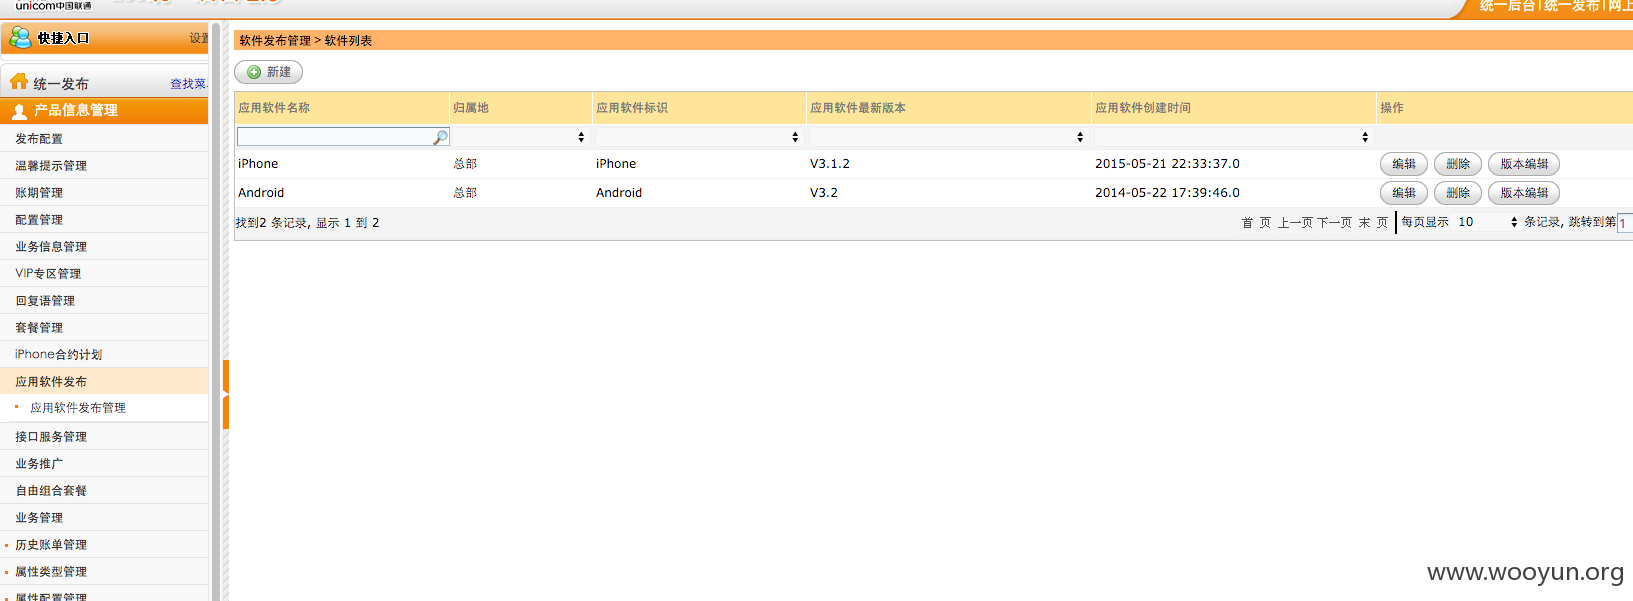 unicom中国联通
统一后台|统一发布|网上
快捷入口 设置
统一发布 查找菜
产品信息管理
发布配置
温馨提示管理
账期管理
配置管理
业务信息管理
VIP专区管理
回复语管理
套餐管理
iPhone合约计划
应用软件发布
应用软件发布管理
接口服务管理
业务推广
自由组合套餐
业务管理
历史账单管理
属性类型管理
属性配置管理
软件发布管理 > 软件列表
新建
应用软件名称 归属地 应用软件标识 应用软件最新版本 应用软件创建时间 操作
iPhone 总部 iPhone V3.1.2 2015-05-21 22:33:37.0 编辑 删除 版本编辑
Android 总部 Android V3.2 2014-05-22 17:39:46.0 编辑 删除 版本编辑
找到2 条记录, 显示 1 到 2 首 页 上一页 下一页 末 页 每页显示 10 条记录, 跳转到第 1
www.wooyun.org